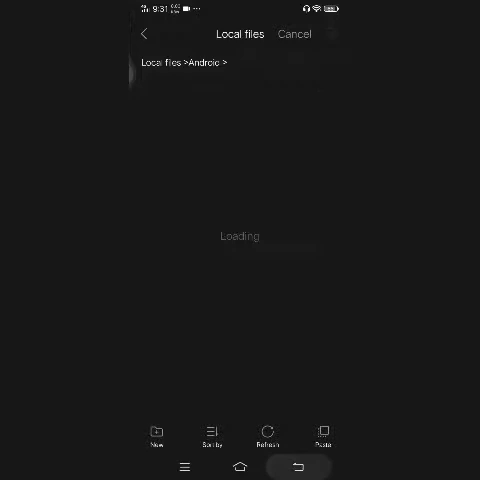 9:31
Local files Cancel
Local files >Android >
Loading
New Sort by Refresh Paste